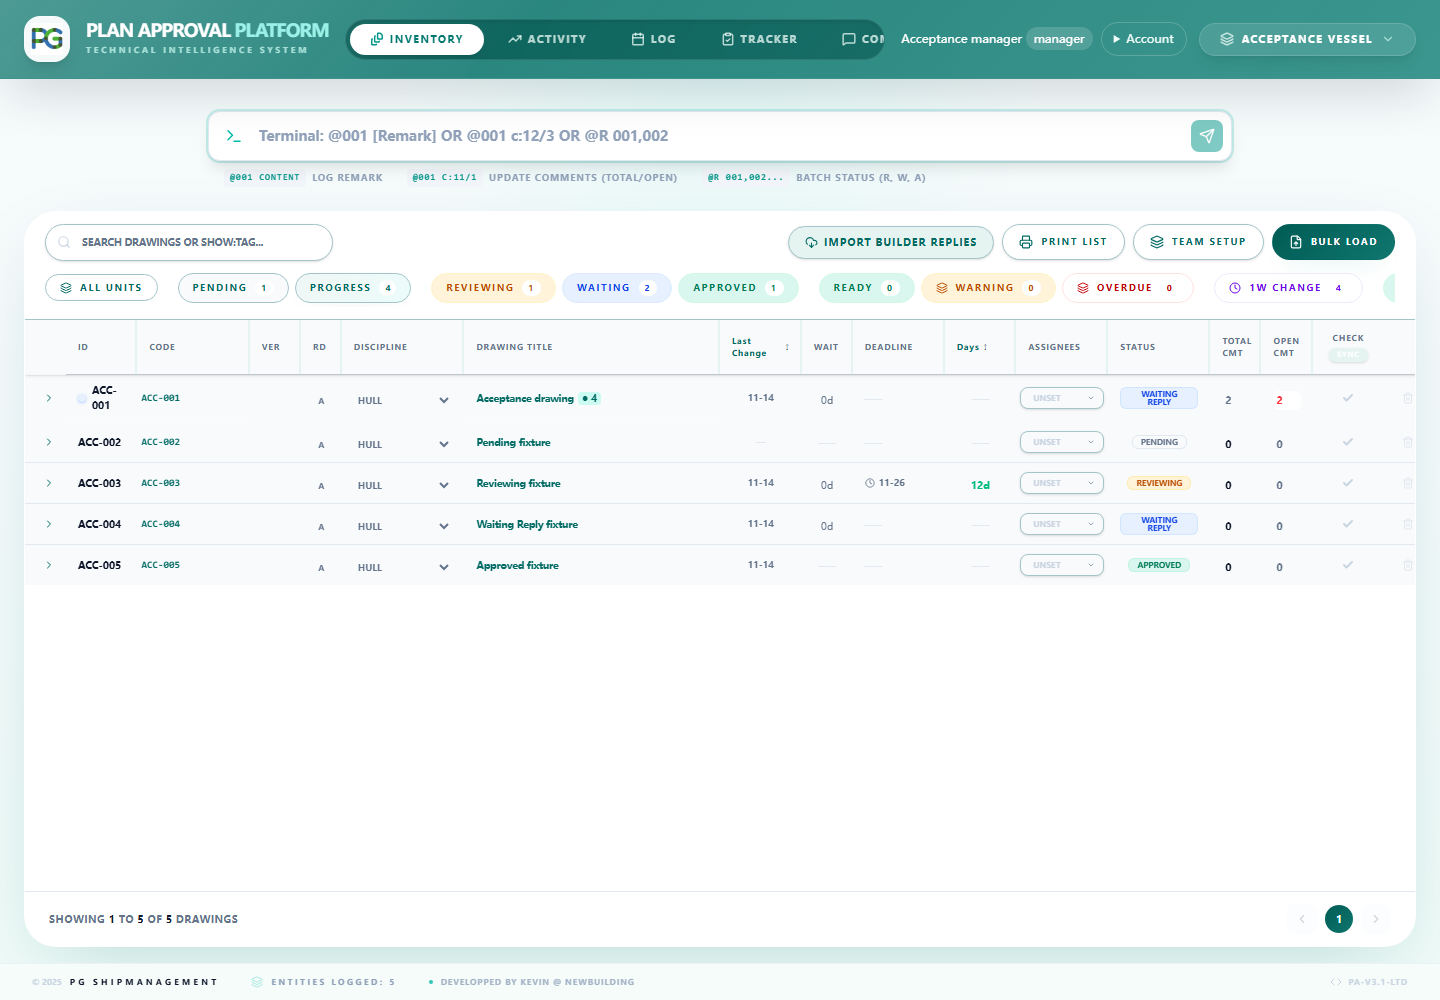 PG
PLAN APPROVAL PLATFORM
TECHNICAL INTELLIGENCE SYSTEM
INVENTORY
ACTIVITY
LOG
TRACKER
Acceptance manager manager
Account
ACCEPTANCE VESSEL
Terminal: @001 [Remark] OR @001 c:12/3 OR @R 001,002
@001 CONTENT LOG REMARK @001 C:11/1 UPDATE COMMENTS (TOTAL/OPEN) @R 001,002... BATCH STATUS (R, W, A)
SEARCH DRAWINGS OR SHOW:TAG...
IMPORT BUILDER REPLIES
PRINT LIST
TEAM SETUP
BULK LOAD
ALL UNITS
PENDING 1
PROGRESS 4
REVIEWING 1
WAITING 2
APPROVED 1
READY 0
WARNING 0
OVERDUE 0
1W CHANGE 4
ID CODE VER RD DISCIPLINE DRAWING TITLE Last Change ↕ WAIT DEADLINE Days ↕ ASSIGNEES STATUS TOTAL CMT OPEN CMT CHECK SYNC
ACC-001 ACC-001 A HULL Acceptance drawing • 4 11-14 0d — — UNSET WAITING REPLY 2 2
ACC-002 ACC-002 A HULL Pending fixture — — — — UNSET PENDING 0 0
ACC-003 ACC-003 A HULL Reviewing fixture 11-14 0d 11-26 12d UNSET REVIEWING 0 0
ACC-004 ACC-004 A HULL Waiting Reply fixture 11-14 0d — — UNSET WAITING REPLY 0 0
ACC-005 ACC-005 A HULL Approved fixture 11-14 — — — UNSET APPROVED 0 0
SHOWING 1 TO 5 OF 5 DRAWINGS
1
© 2025 PG SHIPMANAGEMENT
ENTITIES LOGGED: 5
• DEVELOPPED BY KEVIN @ NEWBUILDING
PA-V3.1-LTD